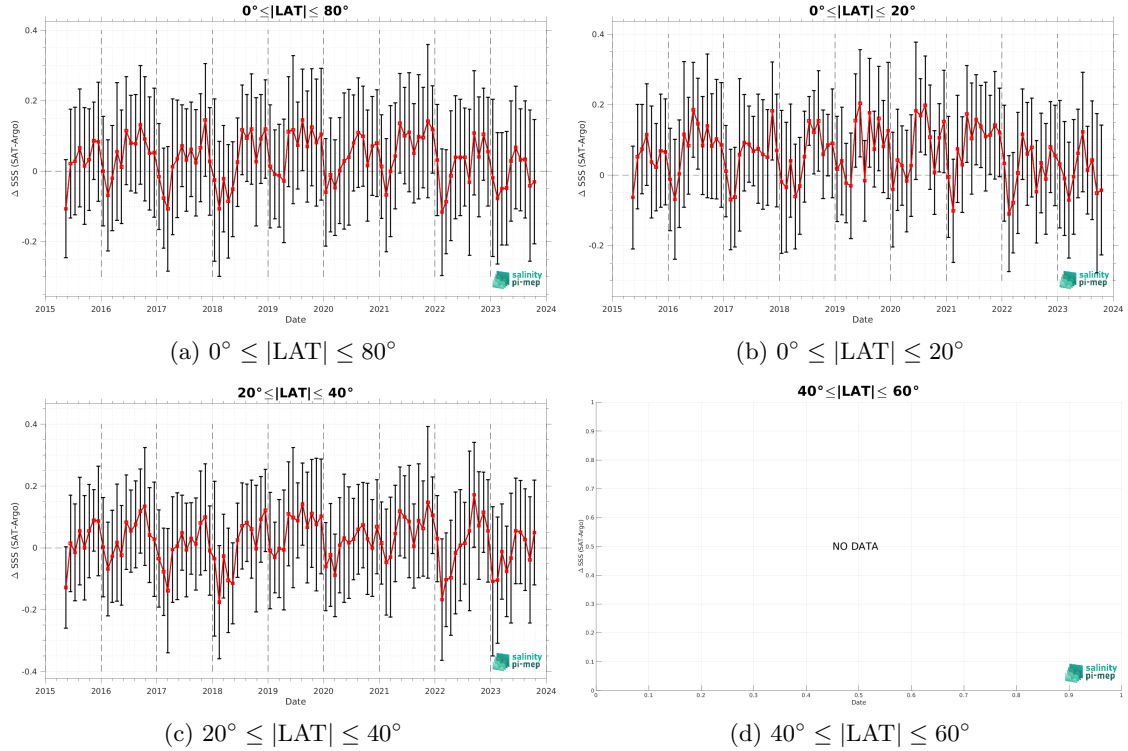 0°≤|LAT|≤ 80°
0.4
0.2
0
-0.2
Δ SSS (SAT-Argo)
2015 2016 2017 2018 2019 2020 2021 2022 2023 2024
Date
salinity
pi-mep
(a) 0° ≤ |LAT| ≤ 80°
0°≤|LAT|≤ 20°
0.4
0.2
0
-0.2
Δ SSS (SAT-Argo)
2015 2016 2017 2018 2019 2020 2021 2022 2023 2024
Date
salinity
pi-mep
(b) 0° ≤ |LAT| ≤ 20°
20°≤|LAT|≤ 40°
0.4
0.2
0
-0.2
-0.4
Δ SSS (SAT-Argo)
2015 2016 2017 2018 2019 2020 2021 2022 2023 2024
Date
salinity
pi-mep
(c) 20° ≤ |LAT| ≤ 40°
40°≤|LAT|≤ 60°
1
0.9
0.8
0.7
0.6
0.5
0.4
0.3
0.2
0.1
0
Δ SSS (SAT-Argo)
NO DATA
0 0.1 0.2 0.3 0.4 0.5 0.6 0.7 0.8 0.9 1
Date
salinity
pi-mep
(d) 40° ≤ |LAT| ≤ 60°